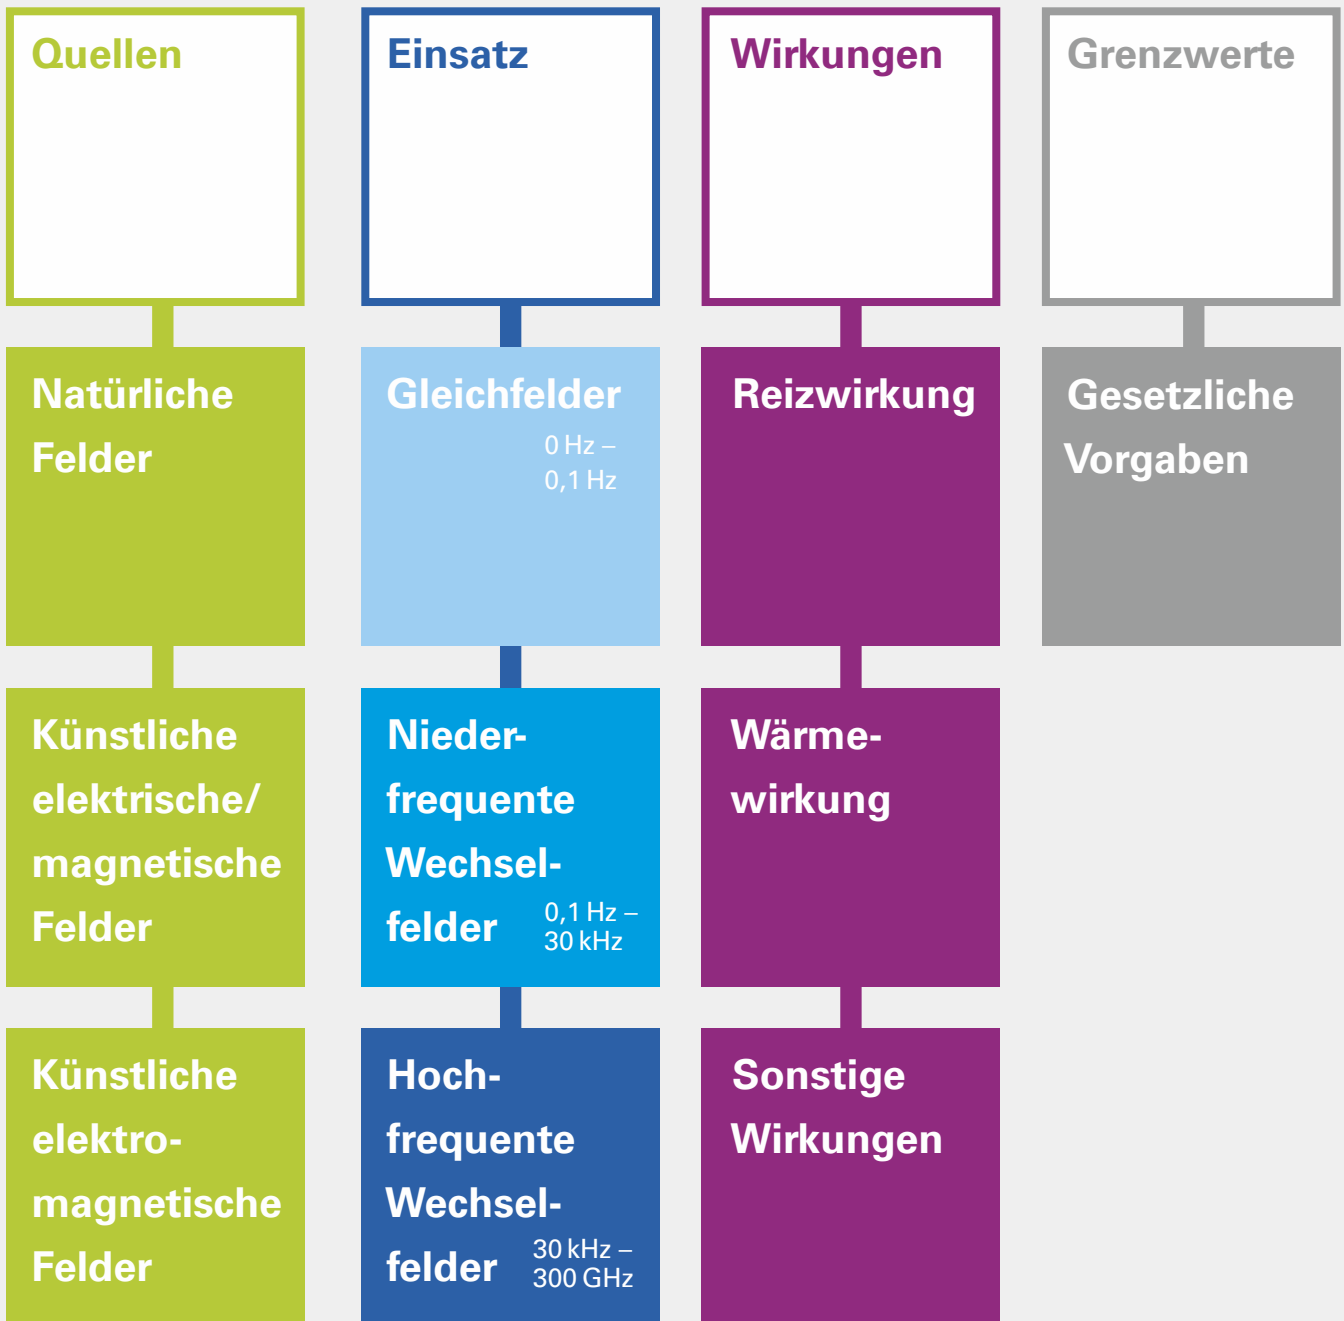 Quellen
Natürliche
Felder
Künstliche
elektrische/
magnetische
Felder
Künstliche
elektro-
magnetische
Felder
Einsatz
Gleichfelder
0 Hz –
0,1 Hz
Nieder-
frequente
Wechsel-
felder
0,1 Hz –
30 kHz
Hoch-
frequente
Wechsel-
felder
30 kHz –
300 GHz
Wirkungen
Reizwirkung
Wärme-
wirkung
Sonstige
Wirkungen
Grenzwerte
Gesetzliche
Vorgaben